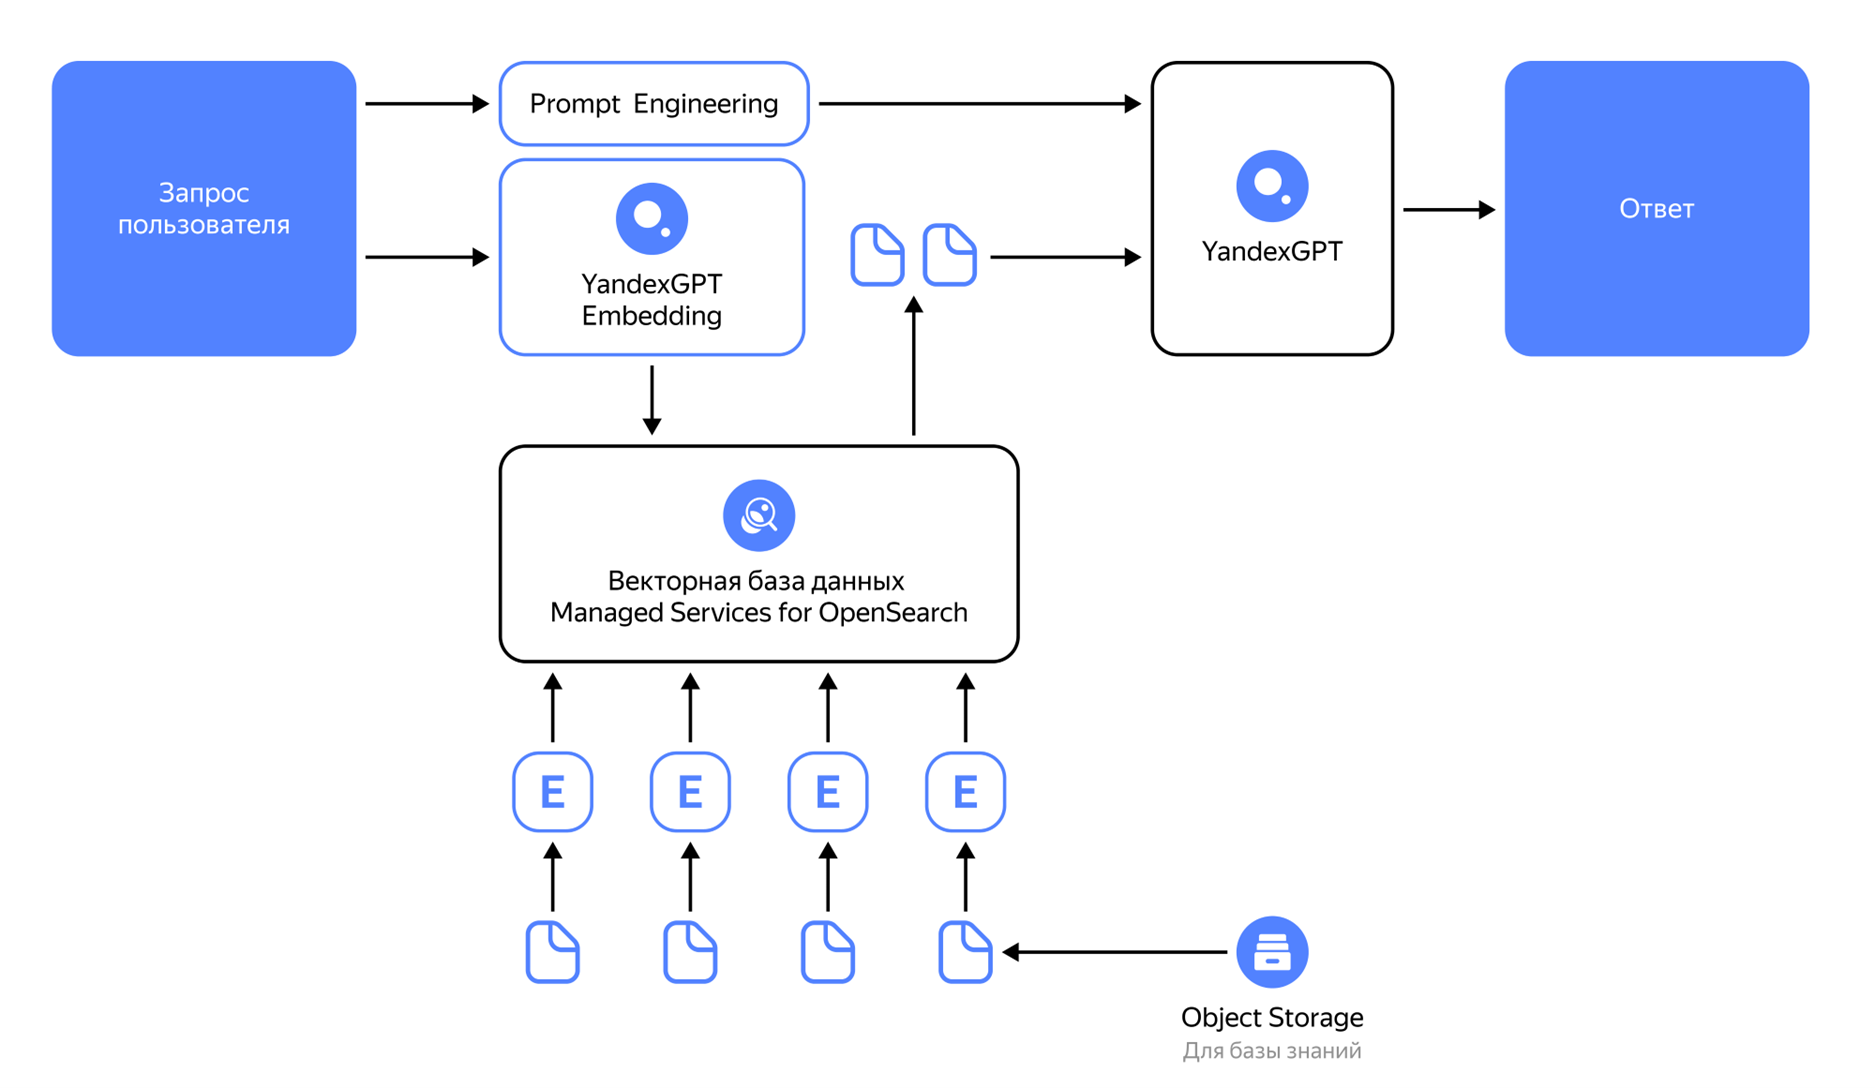 Prompt Engineering
Запрос
пользователя
YandexGPT
Embedding
YandexGPT
Ответ
Векторная база данных
Managed Services for OpenSearch
E
E
E
E
Object Storage
Для базы знаний